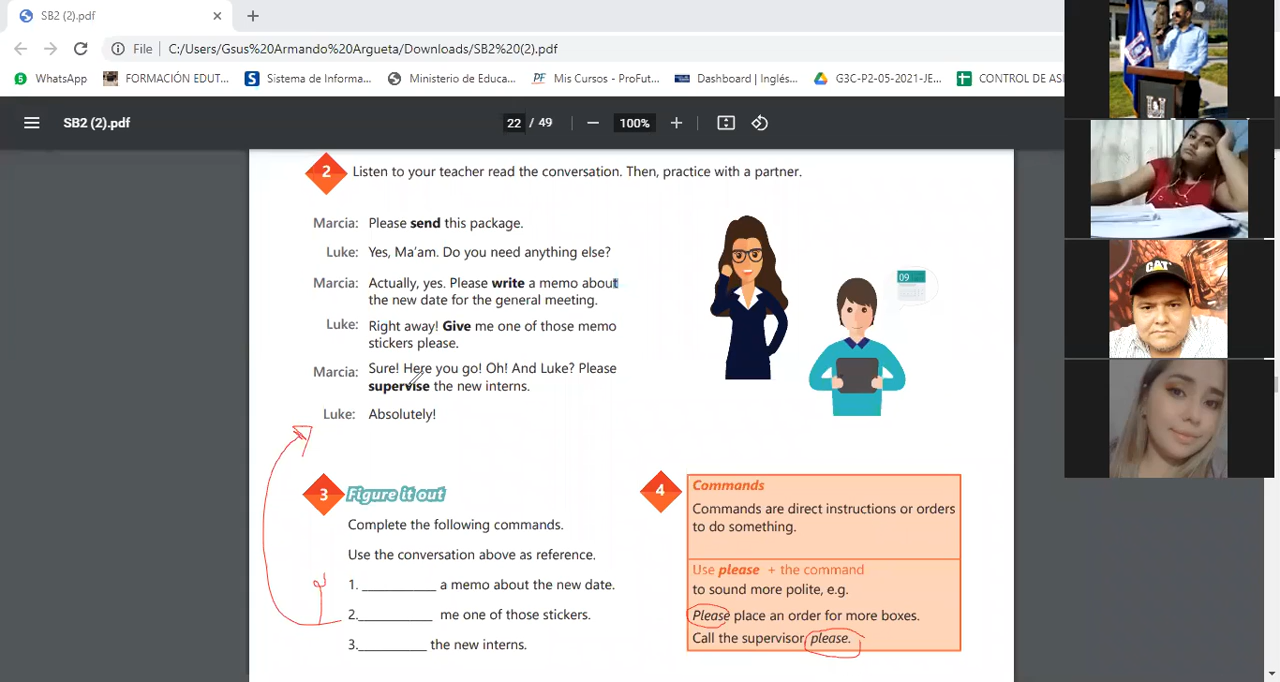 SB2 (2).pdf
File
C:/Users/Gsus%20Armando%20Argueta/Downloads/SB2%20(2).pdf
WhatsApp
FORMACIÓN EDUT...
Sistema de Informa...
Ministerio de Educa...
Mis Cursos - ProFut...
Dashboard | Inglés,...
G3C-P2-05-2021-JE...
CONTROL DE ASI
SB2 (2).pdf
22 / 49
100%
2 Listen to your teacher read the conversation. Then, practice with a partner.
Marcia: Please send this package.
Luke: Yes, Ma'am. Do you need anything else?
Marcia: Actually, yes. Please write a memo about
the new date for the general meeting.
Luke: Right away! Give me one of those memo
stickers please.
Marcia: Sure! Here you go! Oh! And Luke? Please
supervise the new interns.
Luke: Absolutely!
09
3 Figure it out
Complete the following commands.
Use the conversation above as reference.
1. __________ a memo about the new date.
2.__________ me one of those stickers.
3.__________ the new interns.
4
Commands
Commands are direct instructions or orders
to do something.
Use please + the command
to sound more polite, e.g.
Please place an order for more boxes.
Call the supervisor please.
CAT